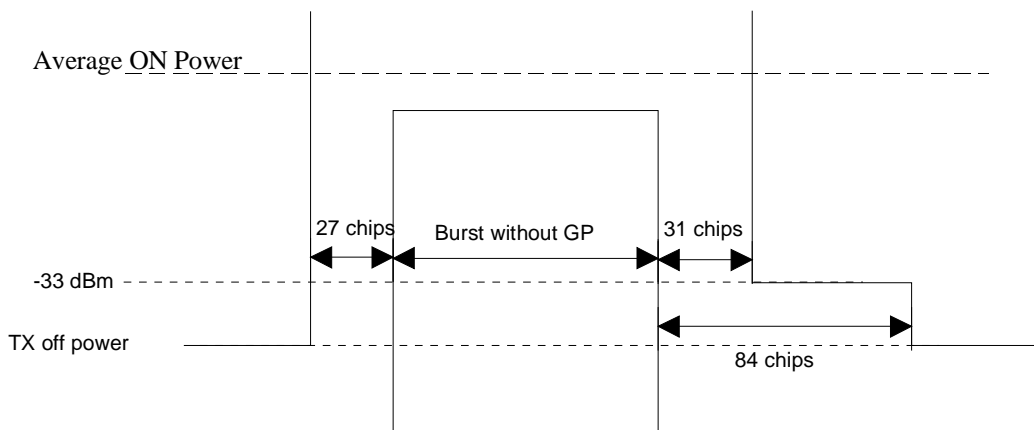 Average ON Power
27 chips
Burst without GP
31 chips
-33 dBm
TX off power
84 chips